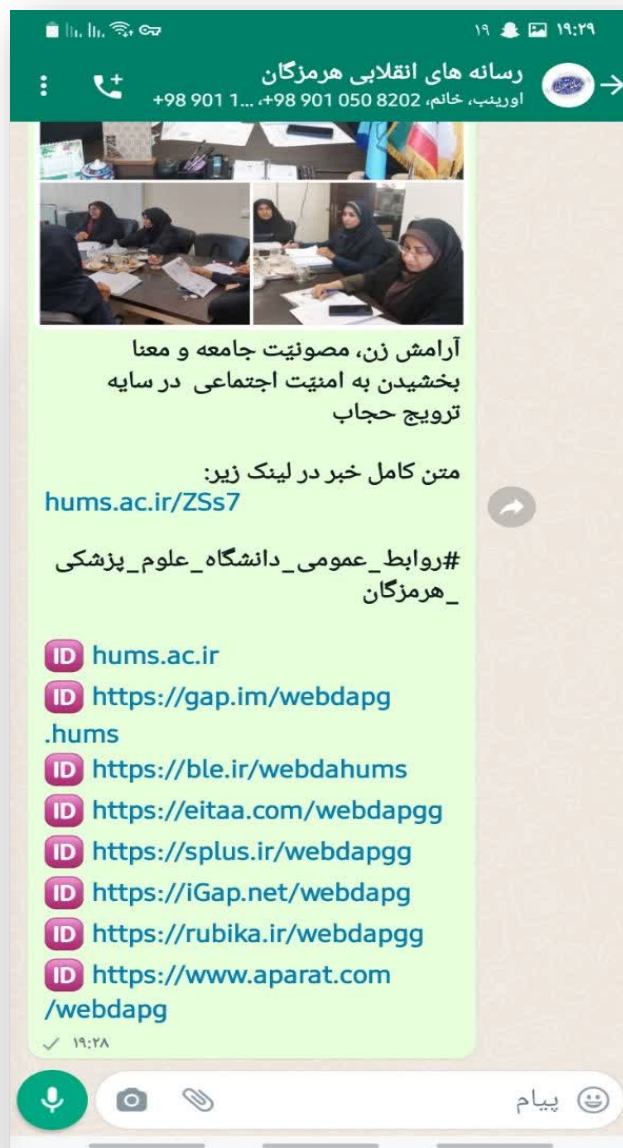 ۱۹:۲۹ ۱۹
رسانه های انقلابی هرمزگان
اورینب، خانم، ‎+98 901 050 8202‎، ‎+98 901 1...‎
آرامش زن، مصونیّت جامعه و معنا
بخشیدن به امنیّت اجتماعی در سایه
ترویج حجاب
متن کامل خبر در لینک زیر:
hums.ac.ir/ZSs7
#روابط_عمومی_دانشگاه_علوم_پزشکی
_هرمزگان
ID hums.ac.ir
ID https://gap.im/webdapg
.hums
ID https://ble.ir/webdahums
ID https://eitaa.com/webdapgg
ID https://splus.ir/webdapgg
ID https://iGap.net/webdapg
ID https://rubika.ir/webdapgg
ID https://www.aparat.com
/webdapg
۱۹:۲۸
پیام